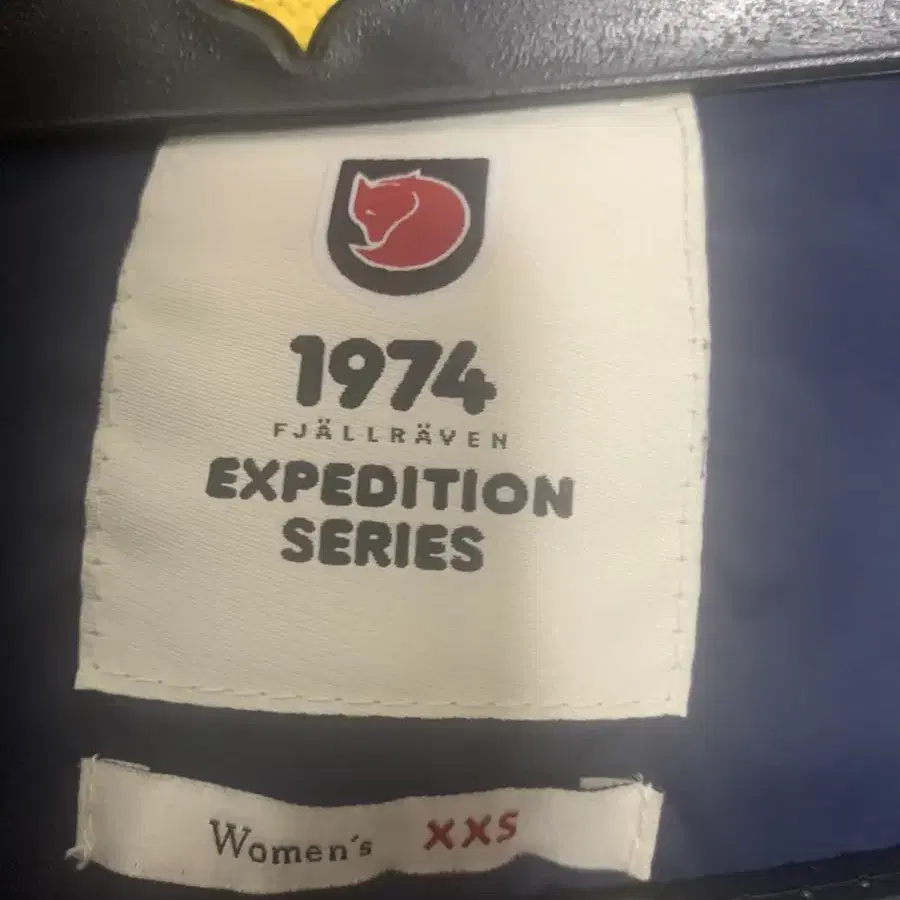 1974
FJÄLLRÄVEN
EXPEDITION
SERIES
Women's XXS